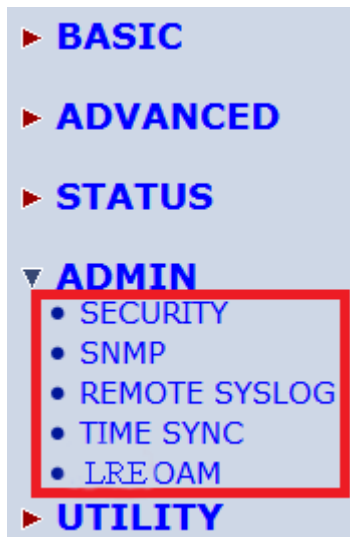 BASIC
ADVANCED
STATUS
ADMIN
SECURITY
SNMP
REMOTE SYSLOG
TIME SYNC
LRE OAM
UTILITY